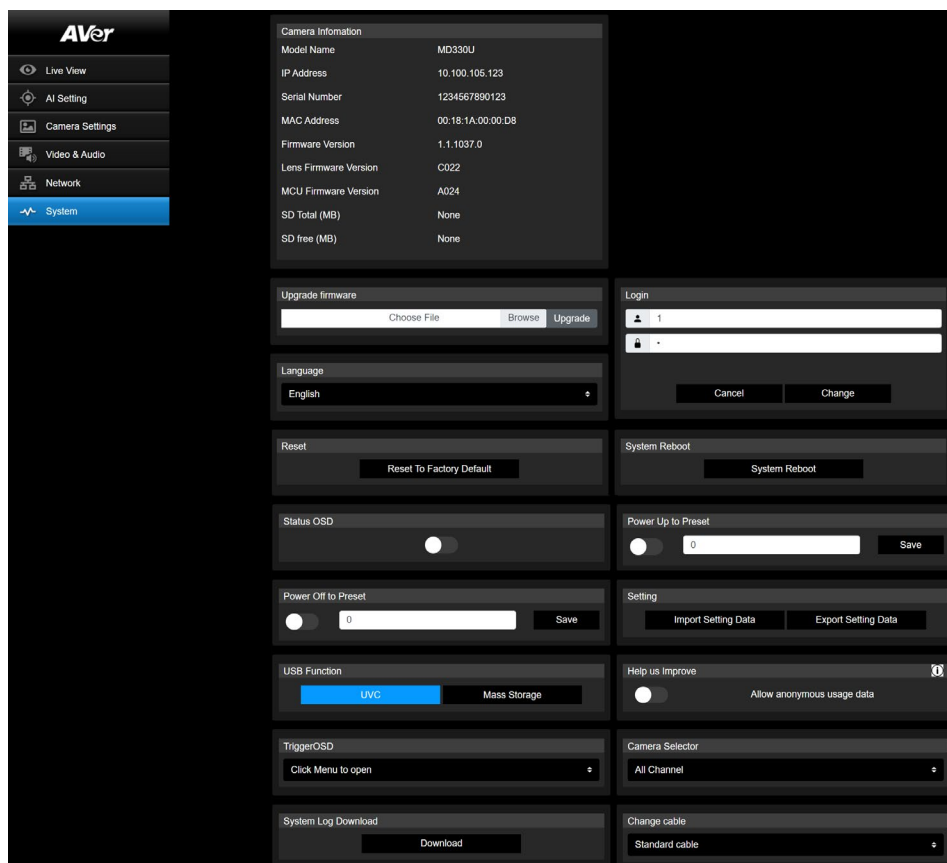 AVer
Live View
AI Setting
Camera Settings
Video & Audio
Network
System
Camera Infomation
Model Name MD330U
IP Address 10.100.105.123
Serial Number 1234567890123
MAC Address 00:18:1A:00:00:D8
Firmware Version 1.1.1037.0
Lens Firmware Version C022
MCU Firmware Version A024
SD Total (MB) None
SD free (MB) None
Upgrade firmware
Choose File Browse Upgrade
Login
1
Cancel Change
Language
English
Reset
Reset To Factory Default
System Reboot
System Reboot
Status OSD
Power Up to Preset
0 Save
Power Off to Preset
0 Save
Setting
Import Setting Data Export Setting Data
USB Function
UVC Mass Storage
Help us Improve
Allow anonymous usage data
TriggerOSD
Click Menu to open
Camera Selector
All Channel
System Log Download
Download
Change cable
Standard cable